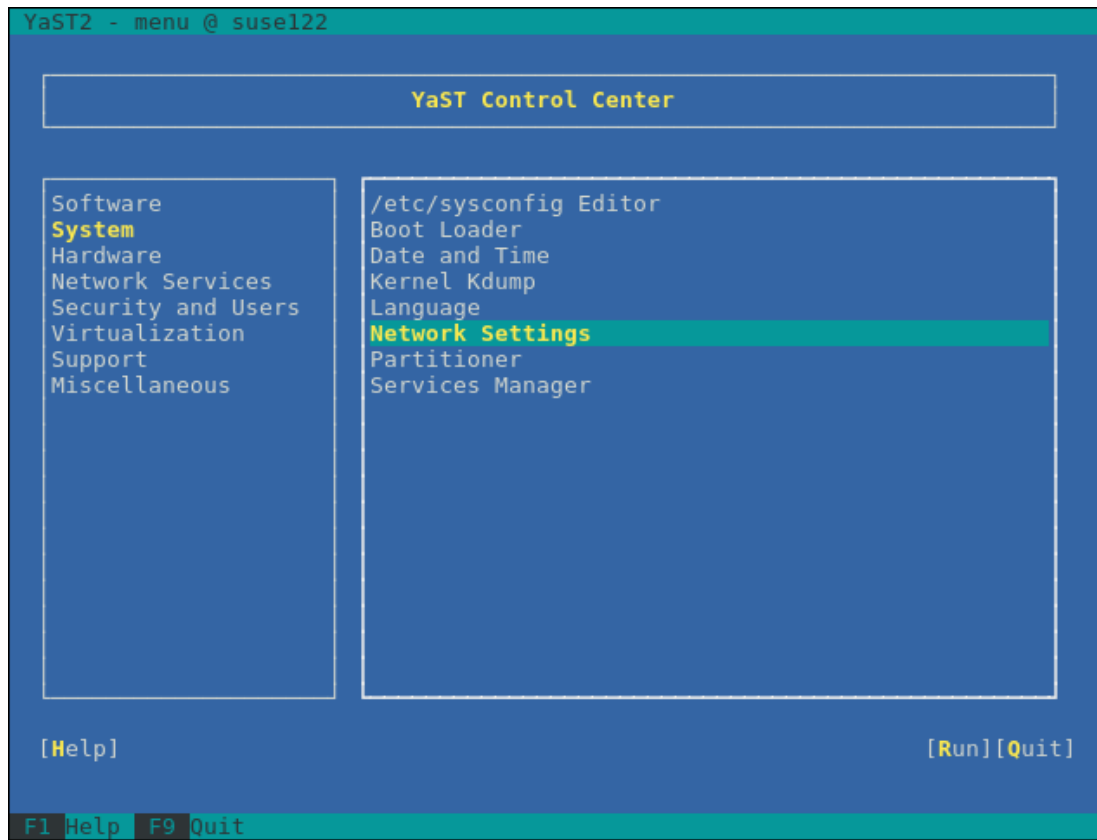 YaST2 - menu @ suse122
YaST Control Center
Software
System
Hardware
Network Services
Security and Users
Virtualization
Support
Miscellaneous
/etc/sysconfig Editor
Boot Loader
Date and Time
Kernel Kdump
Language
Network Settings
Partitioner
Services Manager
[Help] [Run][Quit]
F1 Help F9 Quit